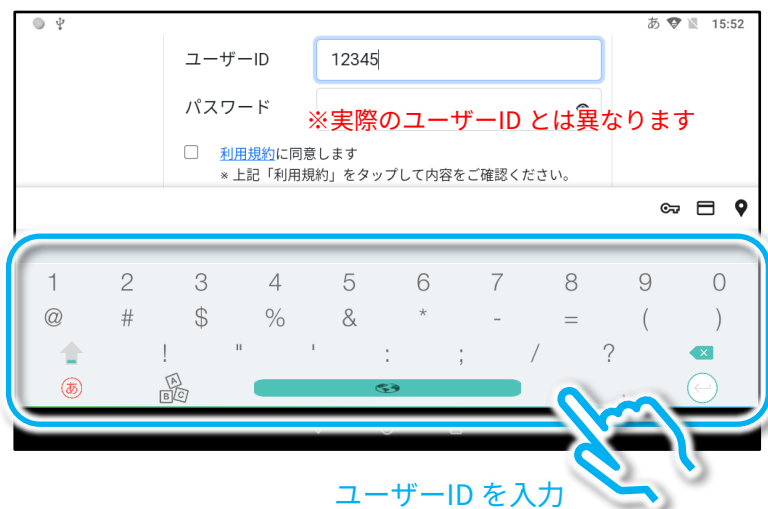 あ 15:52
ユーザーID 12345
パスワード
※実際のユーザーID とは異なります
利用規約に同意します
※上記「利用規約」をタップして内容をご確認ください。
1 2 3 4 5 6 7 8 9 0
@ # $ % & * - = ( )
! " ' : ; / ?
あ A B C .
ユーザーID を入力